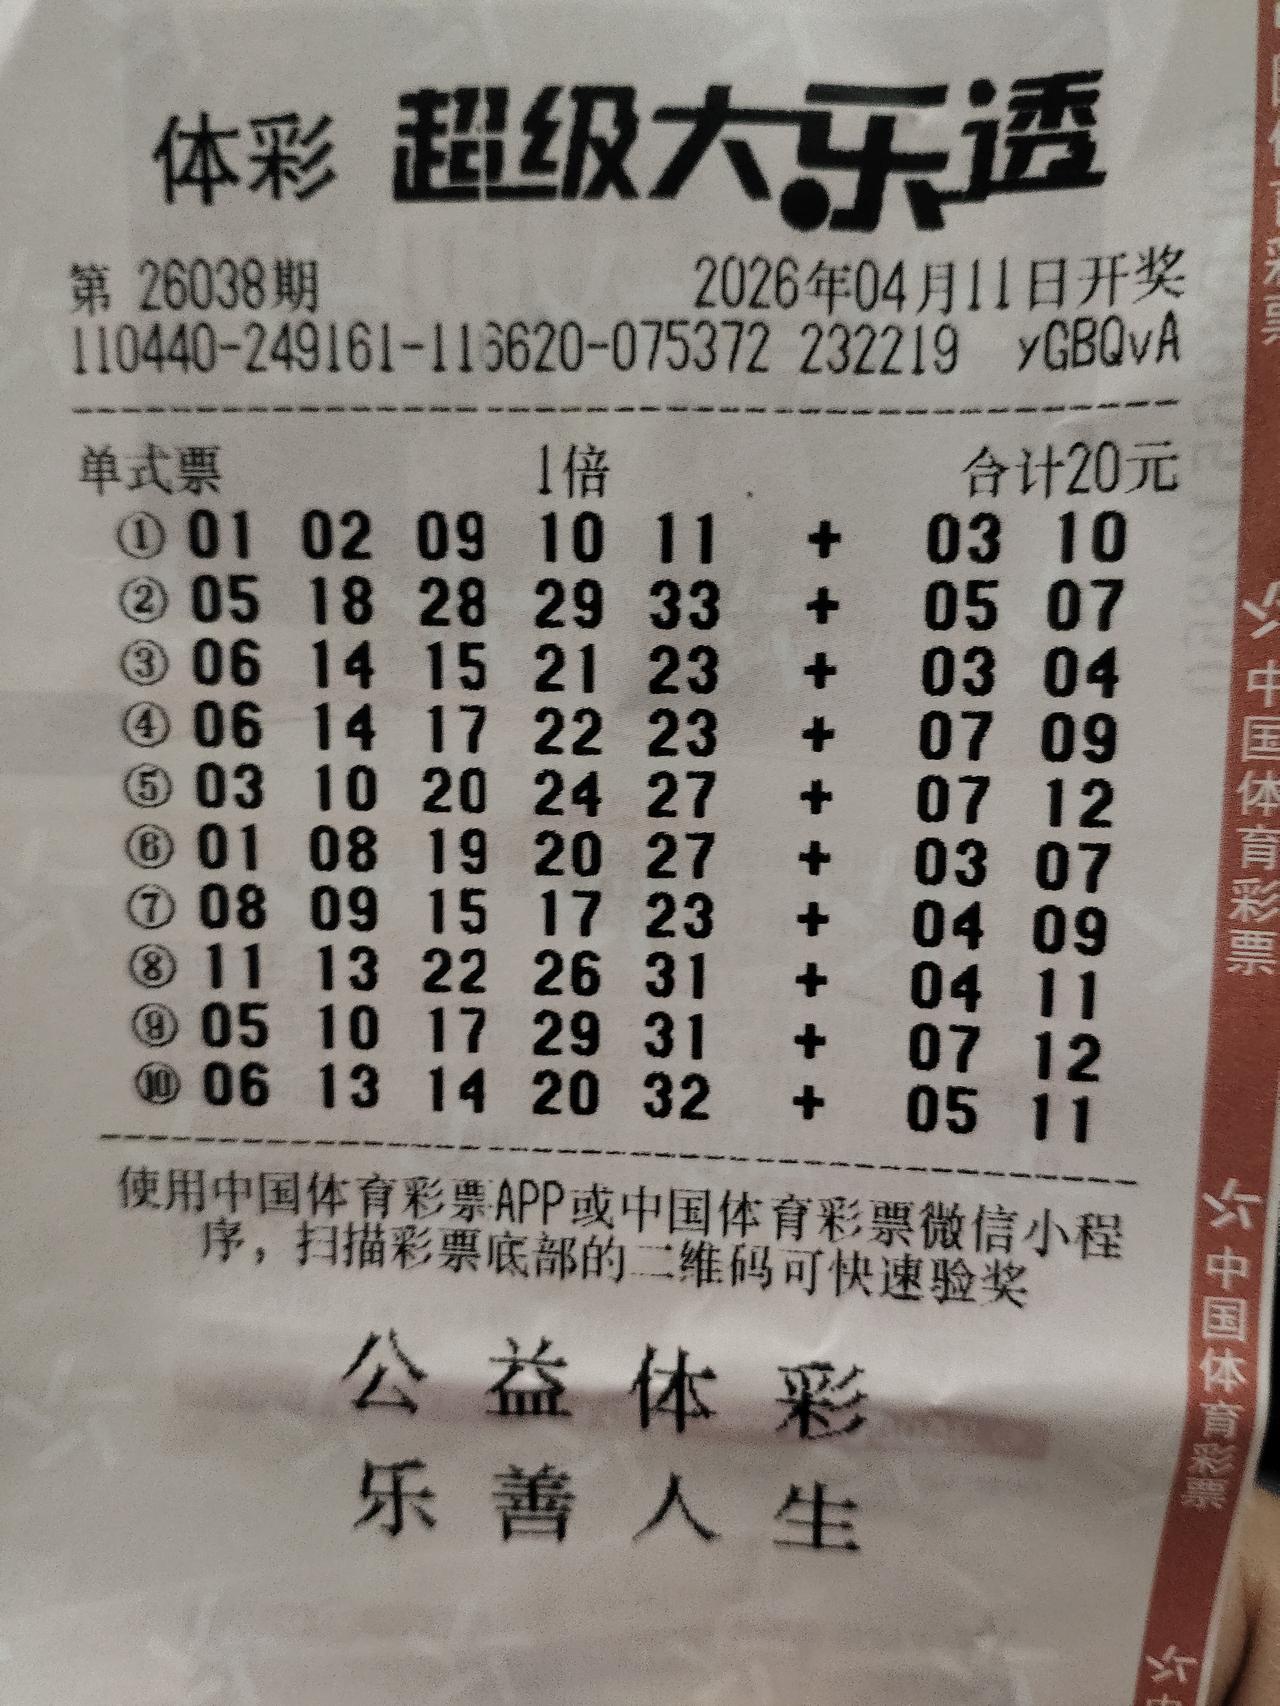 体彩 超级大乐透
第 26038期 2026年04月11日开奖
110440-249161-116620-075372 232219 yGBQvA
单式票 1倍 合计20元
① 01 02 09 10 11 + 03 10
② 05 18 28 29 33 + 05 07
③ 06 14 15 21 23 + 03 04
④ 06 14 17 22 23 + 07 09
⑤ 03 10 20 24 27 + 07 12
⑥ 01 08 19 20 27 + 03 07
⑦ 08 09 15 17 23 + 04 09
⑧ 11 13 22 26 31 + 04 11
⑨ 05 10 17 29 31 + 07 12
⑩ 06 13 14 20 32 + 05 11
使用中国体育彩票APP或中国体育彩票微信小程
序，扫描彩票底部的二维码可快速验奖
公益体彩
乐善人生
中国体育彩票
中国体育彩票